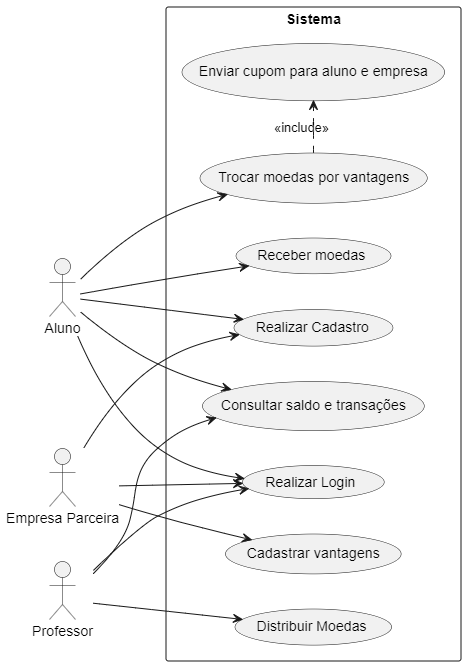 Sistema
Enviar cupom para aluno e empresa
«include»
Trocar moedas por vantagens
Receber moedas
Aluno
Realizar Cadastro
Consultar saldo e transações
Realizar Login
Empresa Parceira
Cadastrar vantagens
Distribuir Moedas
Professor